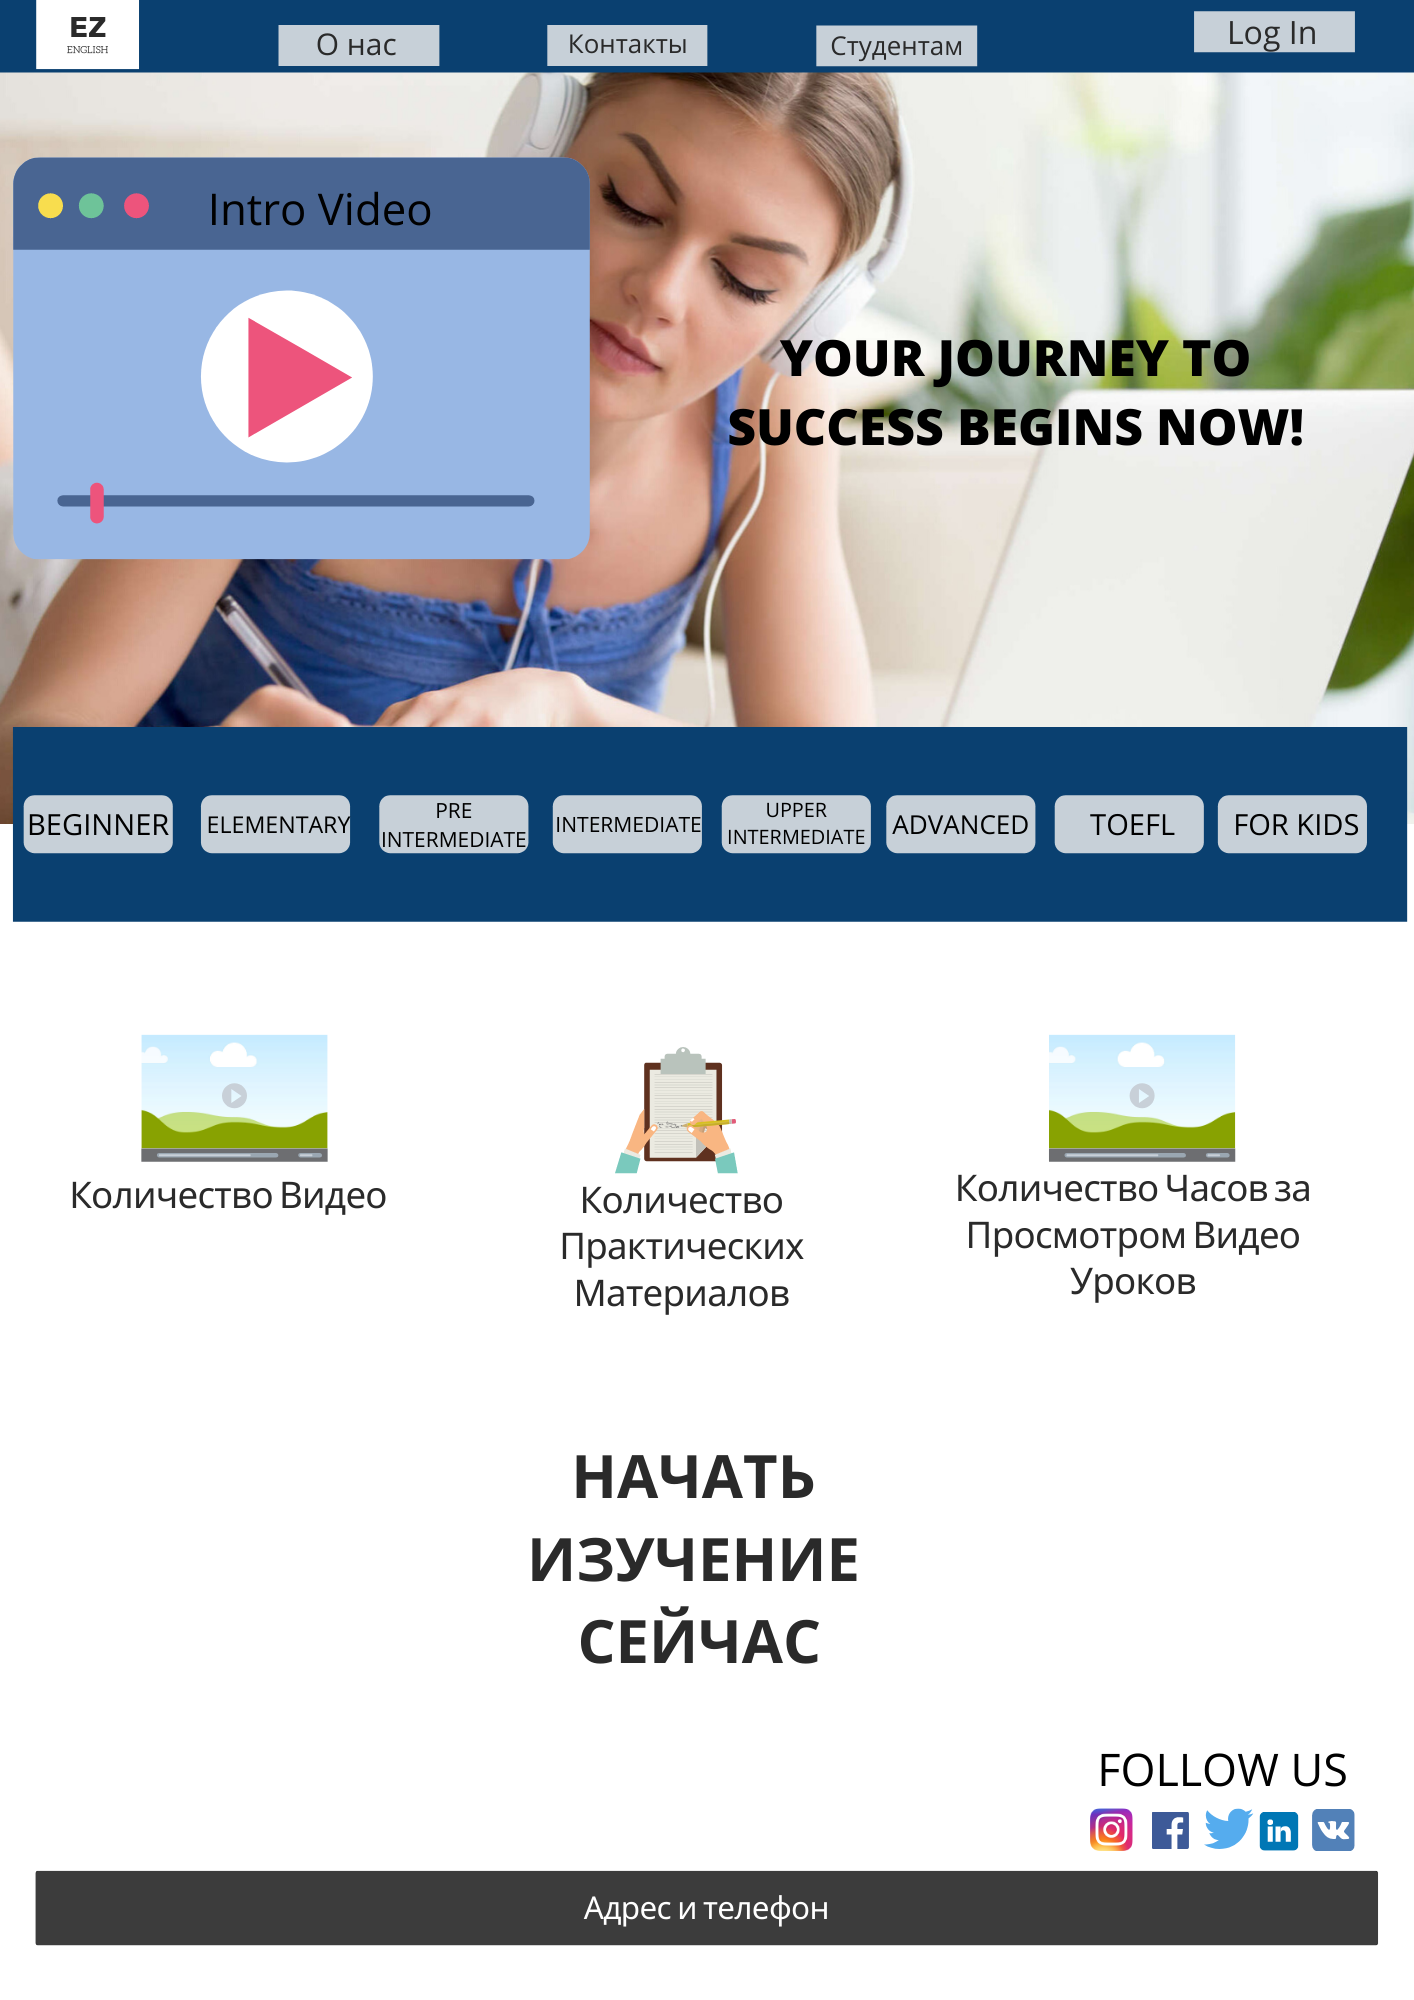 EZ
ENGLISH
О нас
Контакты
Студентам
Log In
Intro Video
YOUR JOURNEY TO
SUCCESS BEGINS NOW!
BEGINNER
ELEMENTARY
PRE
INTERMEDIATE
INTERMEDIATE
UPPER
INTERMEDIATE
ADVANCED
TOEFL
FOR KIDS
Количество Видео
Количество
Практических
Материалов
Количество Часов за
Просмотром Видео
Уроков
НАЧАТЬ
ИЗУЧЕНИЕ
СЕЙЧАС
FOLLOW US
Адрес и телефон